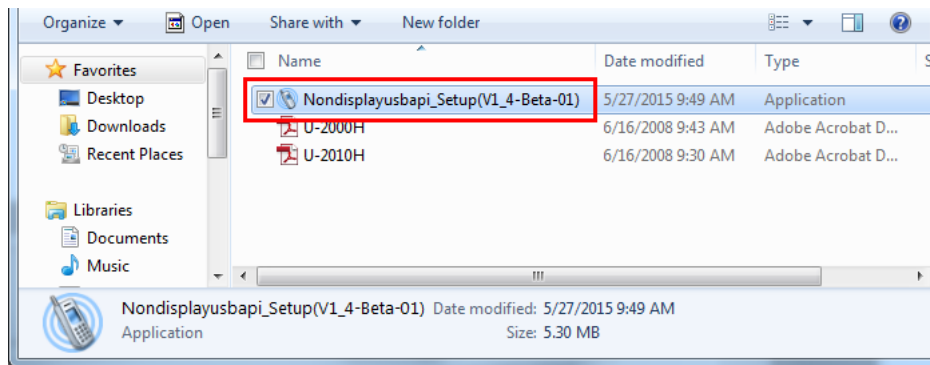 Organize Open Share with New folder
Favorites
Desktop
Downloads
Recent Places
Libraries
Documents
Music
Name Date modified Type S
Nondisplayusbapi_Setup(V1_4-Beta-01) 5/27/2015 9:49 AM Application
U-2000H 6/16/2008 9:43 AM Adobe Acrobat D...
U-2010H 6/16/2008 9:30 AM Adobe Acrobat D...
Nondisplayusbapi_Setup(V1_4-Beta-01) Date modified: 5/27/2015 9:49 AM
Application Size: 5.30 MB